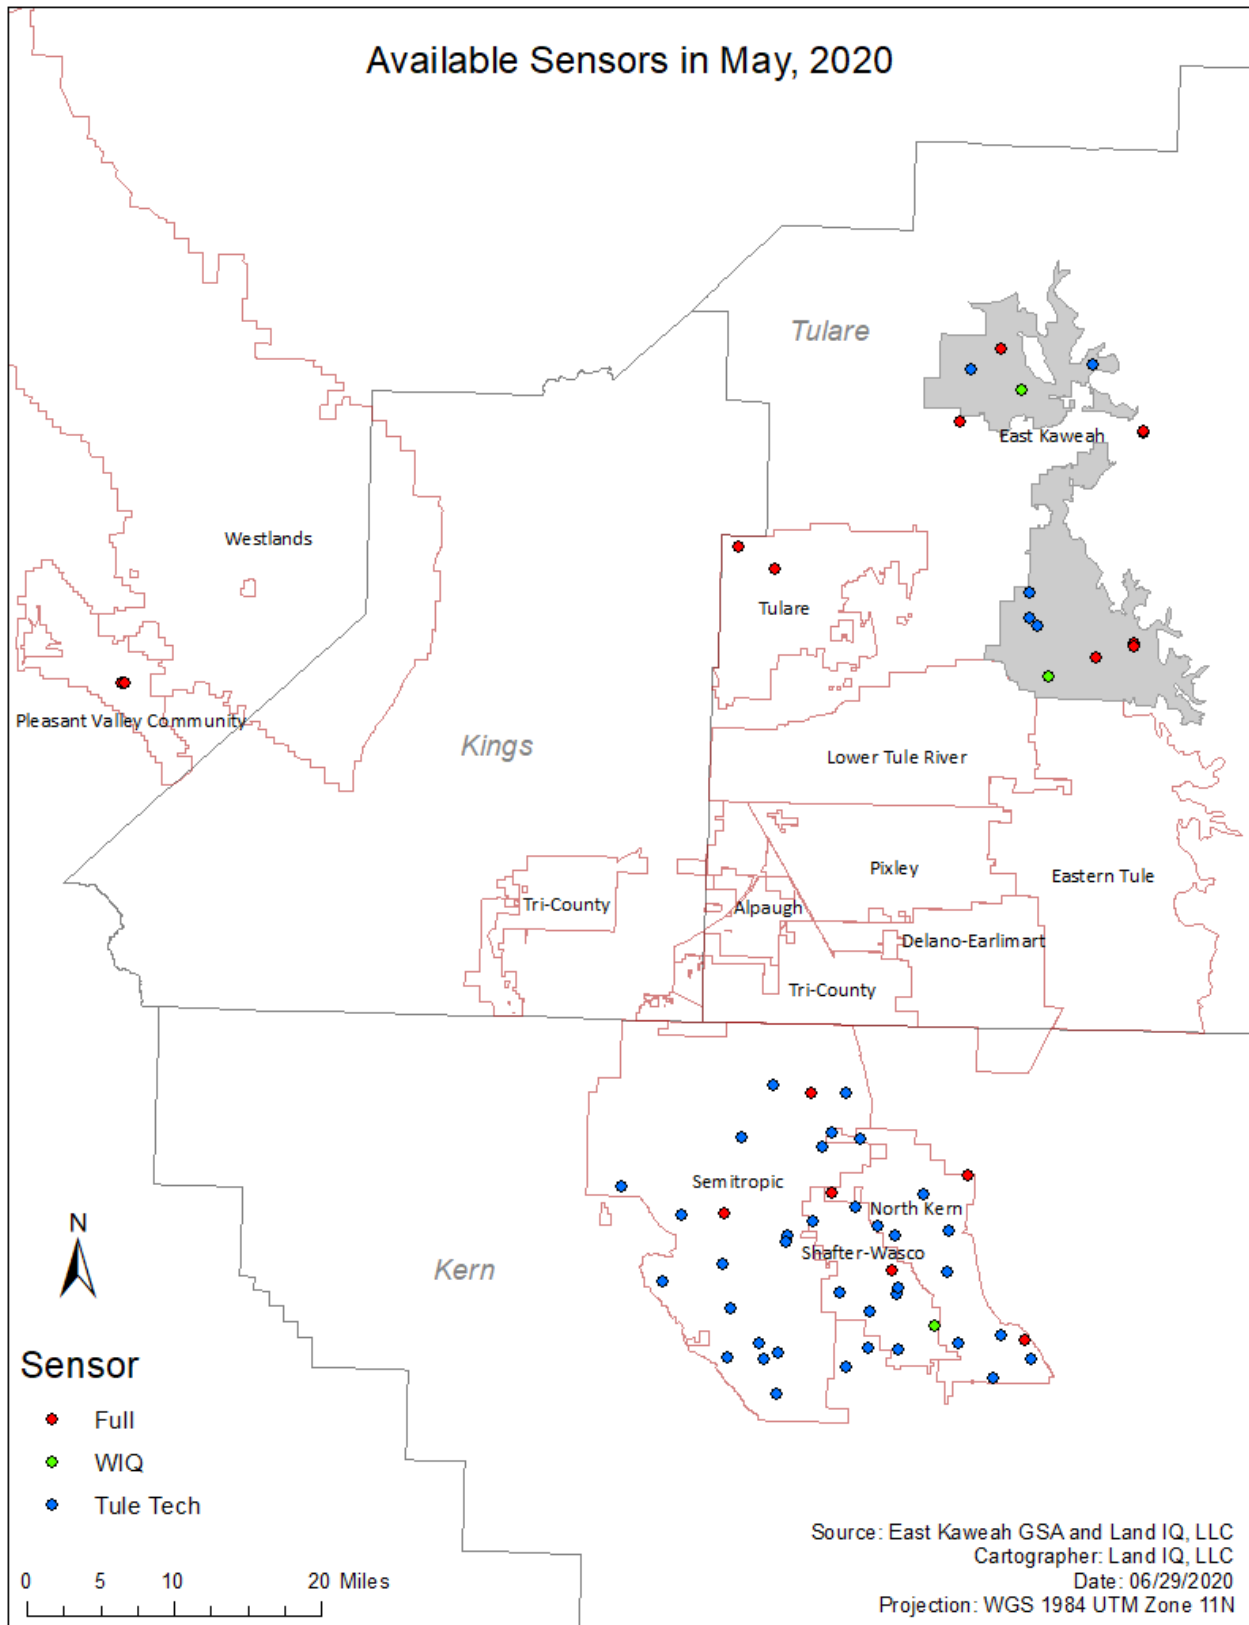 Available Sensors in May, 2020
Tulare
East Kaweah
Westlands
Tulare
Pleasant Valley Community
Kings
Lower Tule River
Pixley
Eastern Tule
Tri-County
Alpaugh
Delano-Earlimart
Tri-County
Semitropic
North Kern
N
Shafter-Wasco
Kern
Sensor
Full
WIQ
Tule Tech
Source: East Kaweah GSA and Land IQ, LLC
Cartographer: Land IQ, LLC
Date: 06/29/2020
Projection: WGS 1984 UTM Zone 11N
0 5 10 20 Miles